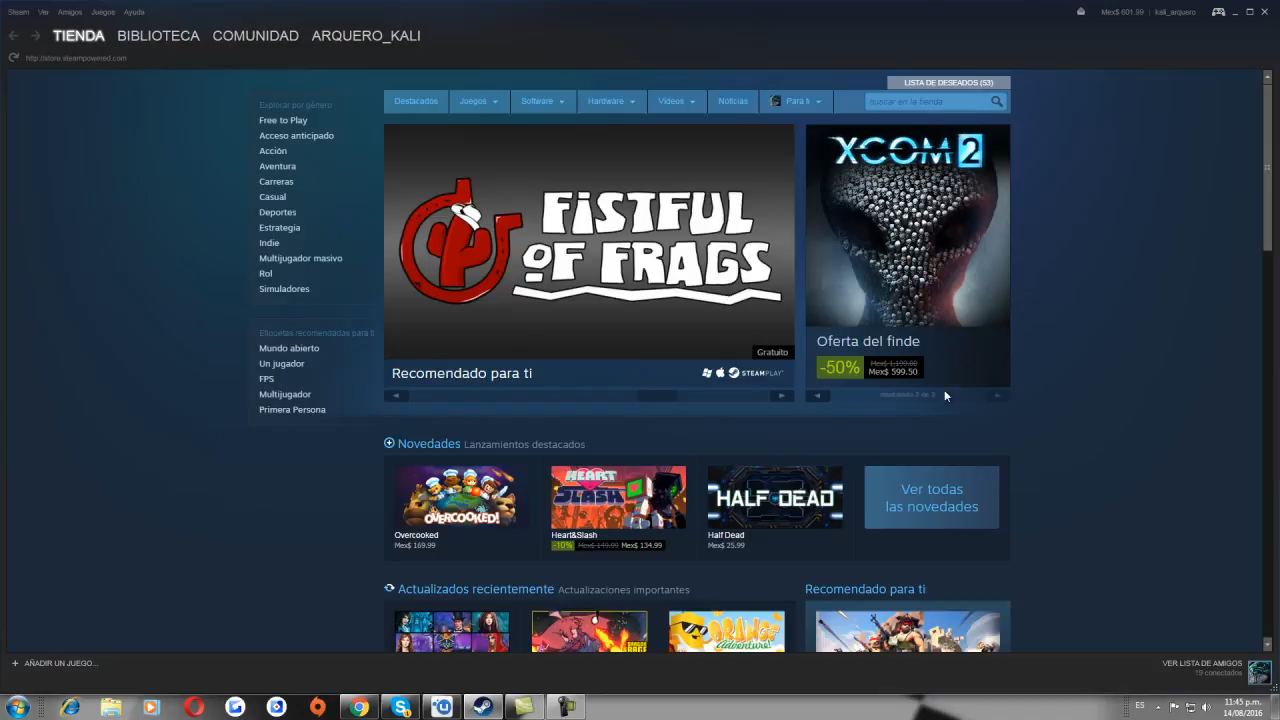 Steam Ver Amigos Juegos Ayuda
Mex$ 601.99 kali_arquero
TIENDA BIBLIOTECA COMUNIDAD ARQUERO_KALI
http://store.steampowered.com
LISTA DE DESEADOS (53)
Destacados Juegos Software Hardware Vídeos Noticias Para ti buscar en la tienda
Explorar por género
Free to Play
Acceso anticipado
Acción
Aventura
Carreras
Casual
Deportes
Estrategia
Indie
Multijugador masivo
Rol
Simuladores
Etiquetas recomendadas para ti
Mundo abierto
Un jugador
FPS
Multijugador
Primera Persona
FISTFUL
OF FRAGS
Gratuito
Recomendado para ti
STEAMPLAY
XCOM 2
Oferta del finde
-50% Mex$ 1,199.00
Mex$ 599.50
mostrando 2 de 2
Novedades Lanzamientos destacados
OVERCOOKED!
HEART
SLASH
HALF DEAD
Ver todas
las novedades
Overcooked
Mex$ 169.99
Heart&Slash
-10% Mex$ 149.99 Mex$ 134.99
Half Dead
Mex$ 25.99
Actualizados recientemente Actualizaciones importantes
Recomendado para ti
ORANGE
Adventure!
+ AÑADIR UN JUEGO...
VER LISTA DE AMIGOS
19 conectados
ES
11:45 p.m.
14/08/2016